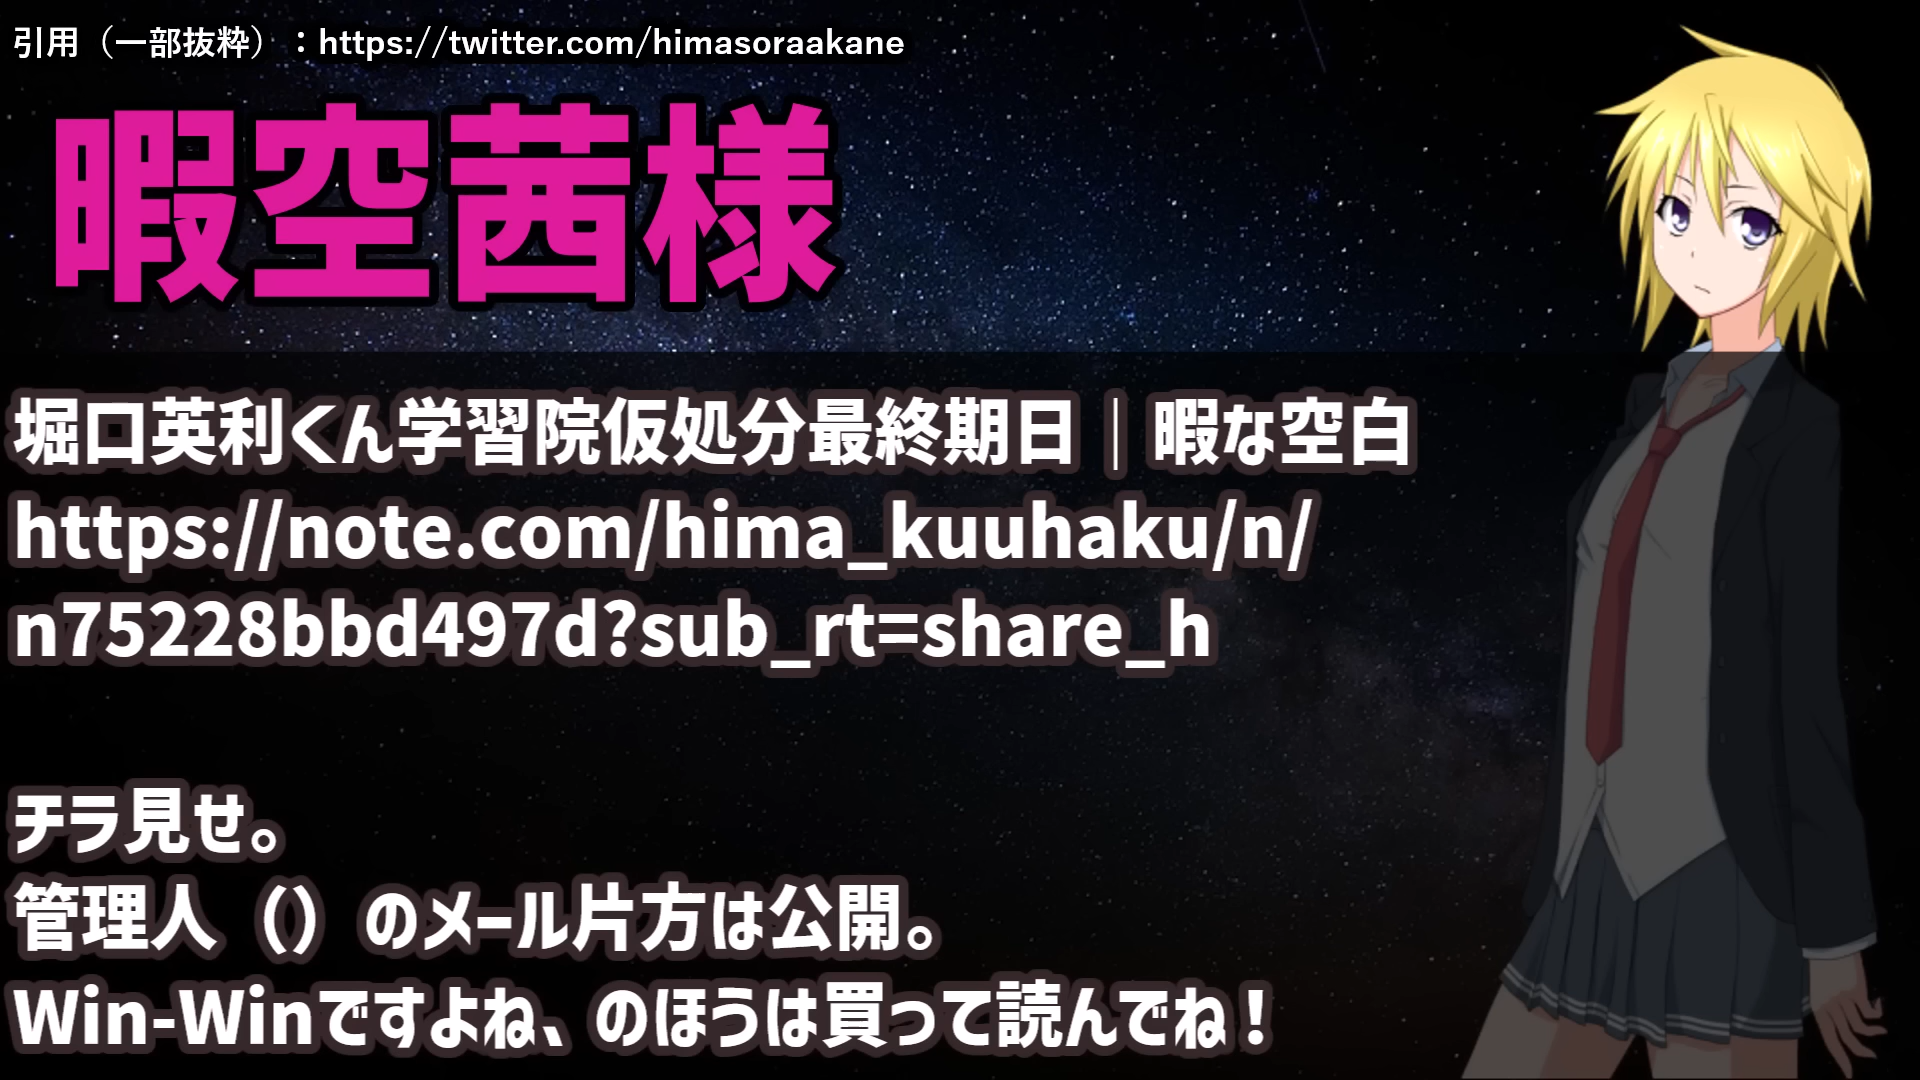 引用（一部抜粋）：https://twitter.com/himasoraakane
暇空茜様
堀口英利くん学習院仮処分最終期日｜暇な空白
https://note.com/hima_kuuhaku/n/
n75228bbd497d?sub_rt=share_h
チラ見せ。
管理人（）のメール片方は公開。
Win-Winですよね、のほうは買って読んでね！